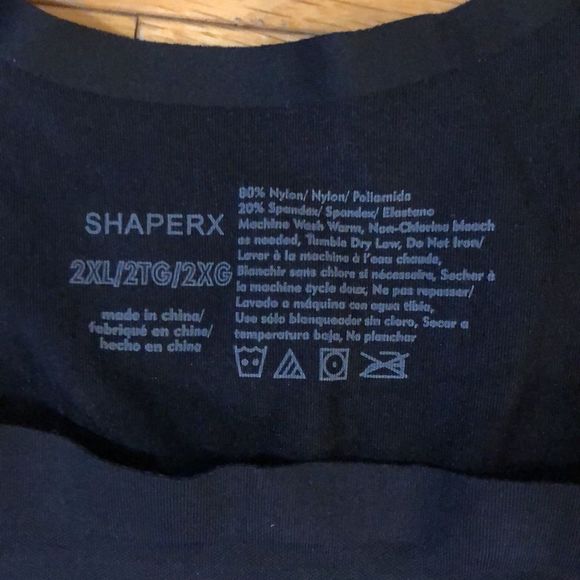 SHAPERX
2XL/2TG/2XG
made in china/
fabriqué en chine/
hecho en china
80% Nylon/ Nylon/ Poliamida
20% Spandex/ Spandex/ Elastano
Machine Wash Warm, Non-Chlorine bleach
as needed, Tumble Dry Low, Do Not Iron/
Laver à la machine à l'eau chaude,
Blanchir sans chlore si nécessaire, Secher à
la machine cycle doux, Ne pas repasser/
Lavado a máquina con agua tibia,
Use sólo blanqueador sin cloro, Secar a
temperatura baja, No planchar